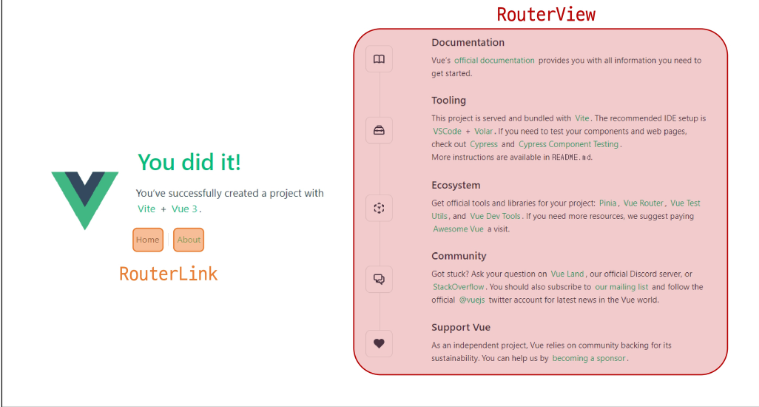 RouterView
You did it!
You've successfully created a project with
Vite + Vue 3.
Home About
RouterLink
Documentation
Vue's official documentation provides you with all information you need to
get started.
Tooling
This project is served and bundled with Vite. The recommended IDE setup is
VSCode + Volar. If you need to test your components and web pages,
check out Cypress and Cypress Component Testing.
More instructions are available in README.md.
Ecosystem
Get official tools and libraries for your project: Pinia, Vue Router, Vue Test
Utils, and Vue Dev Tools. If you need more resources, we suggest paying
Awesome Vue a visit.
Community
Got stuck? Ask your question on Vue Land, our official Discord server, or
StackOverflow. You should also subscribe to our mailing list and follow the
official @vuejs twitter account for latest news in the Vue world.
Support Vue
As an independent project, Vue relies on community backing for its
sustainability. You can help us by becoming a sponsor.